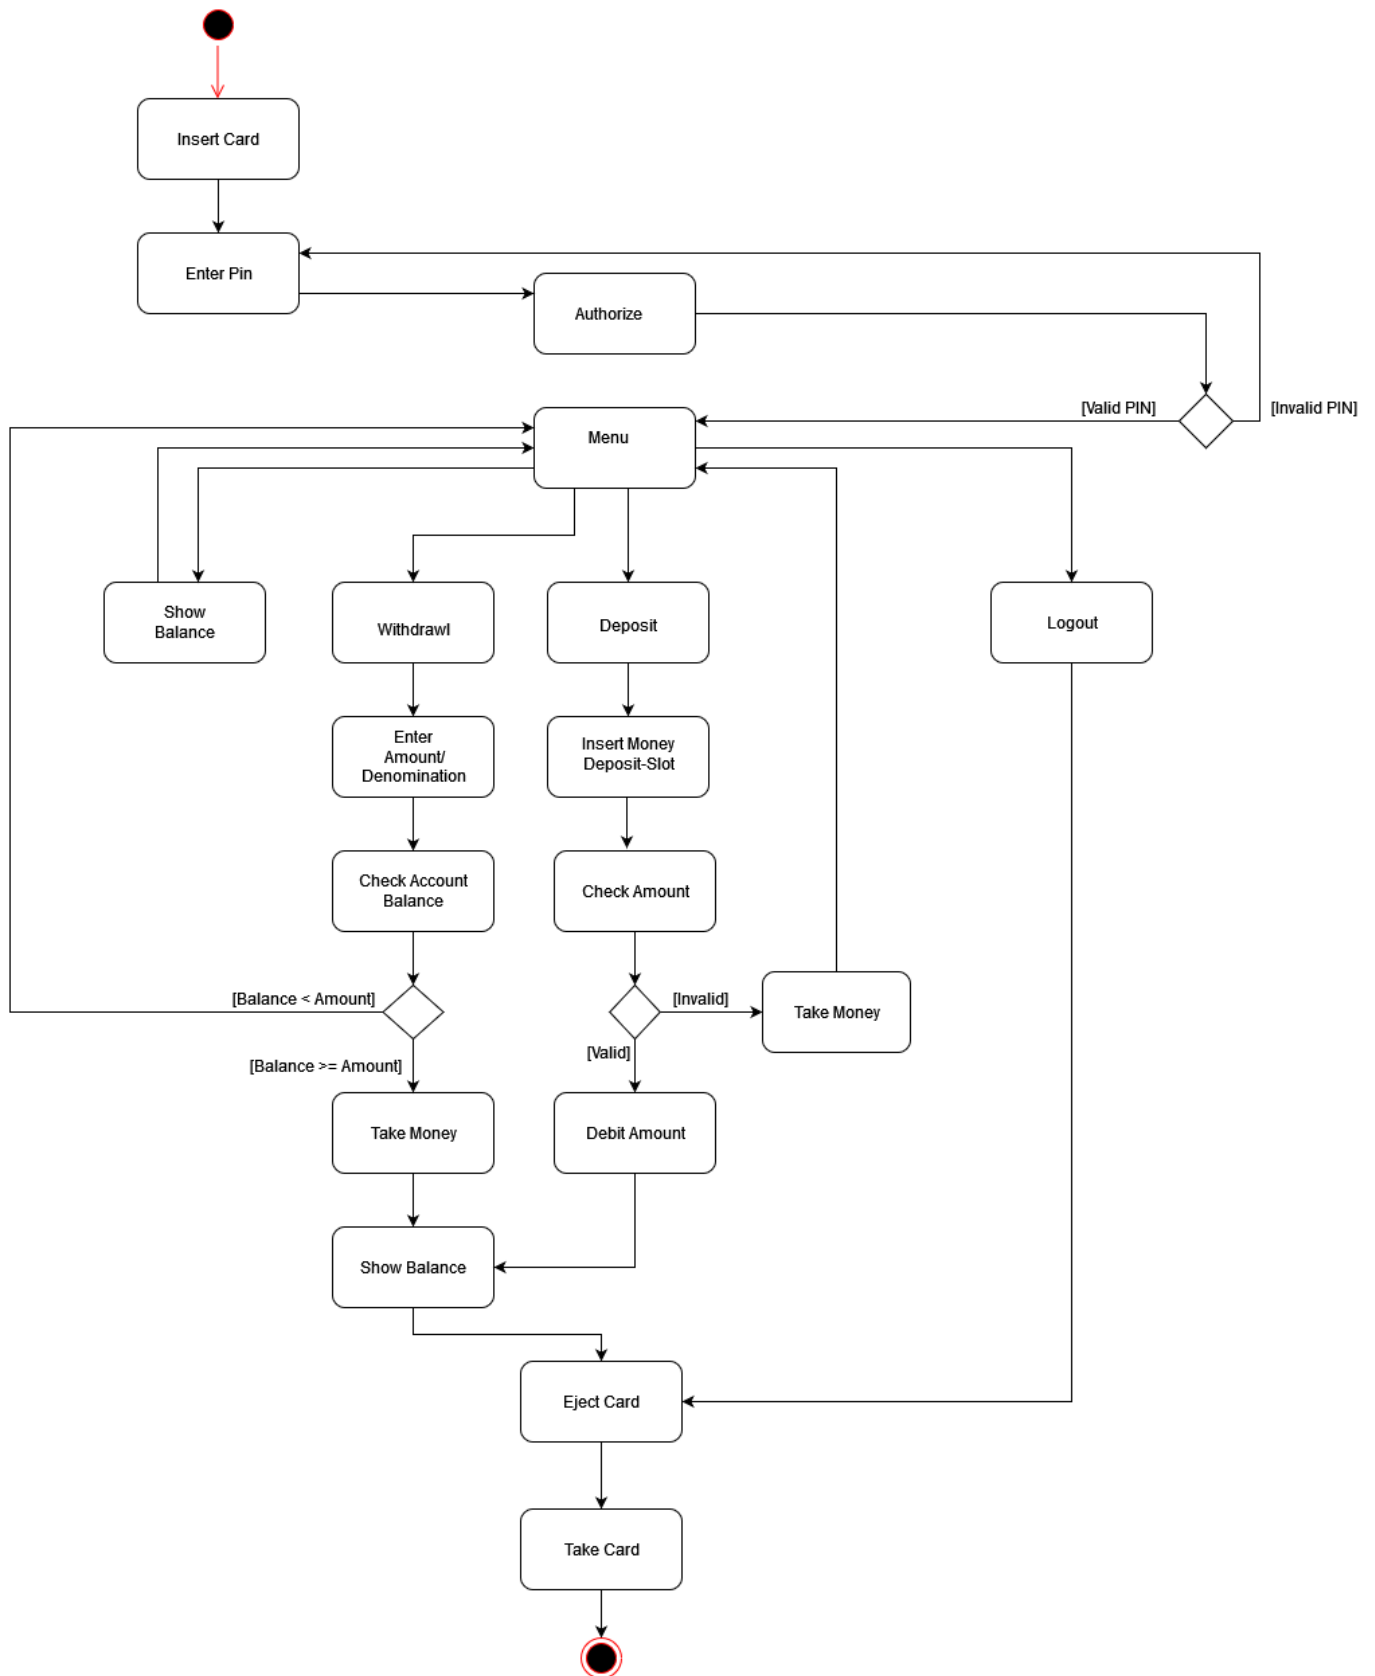 Insert Card
Enter Pin
Authorize
[Valid PIN]
[Invalid PIN]
Menu
Show
Balance
Withdrawl
Deposit
Logout
Enter
Amount/
Denomination
Insert Money
Deposit-Slot
Check Account
Balance
Check Amount
[Balance < Amount]
[Invalid]
Take Money
[Balance >= Amount]
[Valid]
Take Money
Debit Amount
Show Balance
Eject Card
Take Card